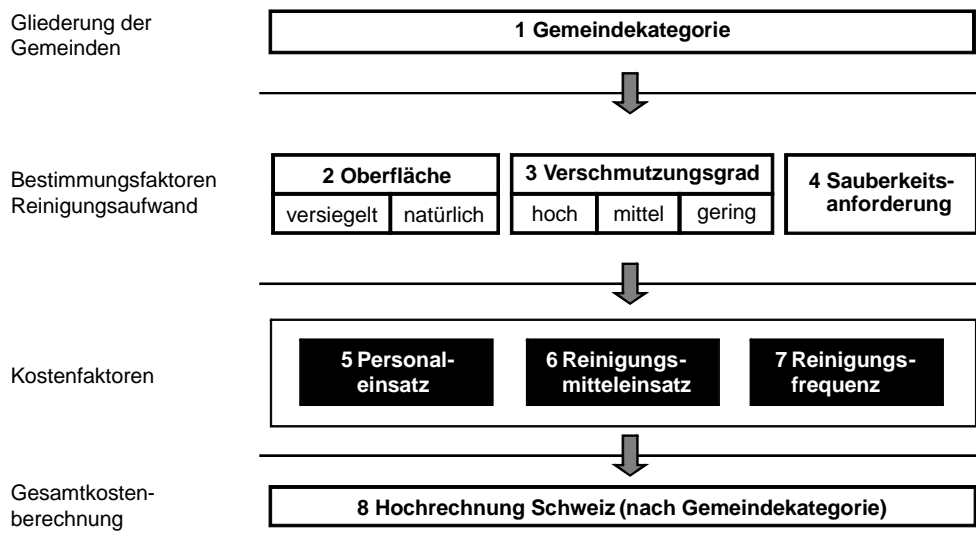 Gliederung der
Gemeinden
1 Gemeindekategorie
Bestimmungsfaktoren
Reinigungsaufwand
2 Oberfläche
versiegelt
natürlich
3 Verschmutzungsgrad
hoch
mittel
gering
4 Sauberkeits-
anforderung
Kostenfaktoren
5 Personal-
einsatz
6 Reinigungs-
mitteleinsatz
7 Reinigungs-
frequenz
Gesamtkosten-
berechnung
8 Hochrechnung Schweiz (nach Gemeindekategorie)